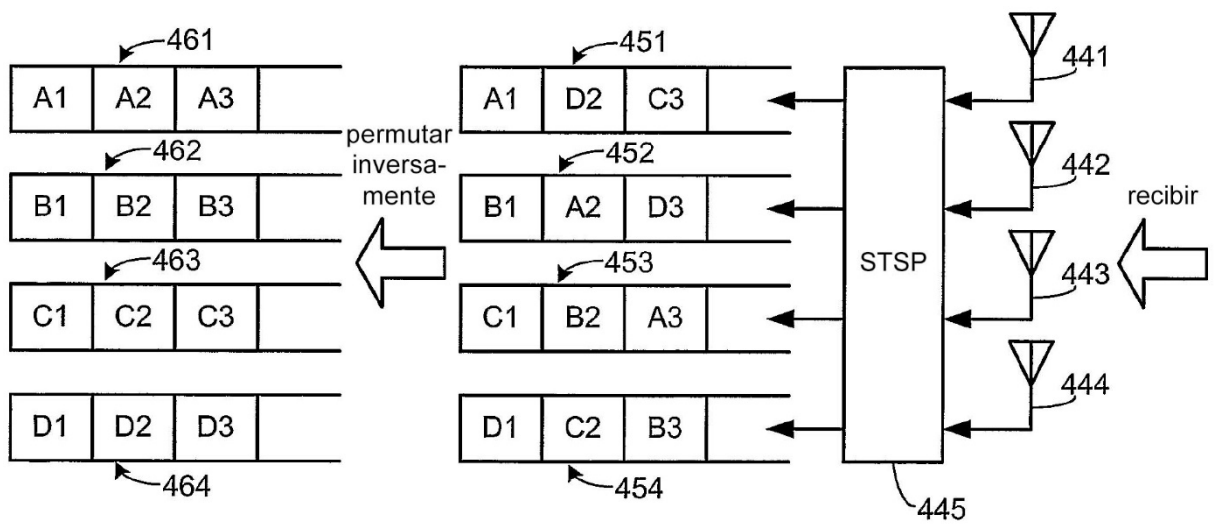 461
A1 A2 A3
462
B1 B2 B3
463
C1 C2 C3
D1 D2 D3
464
permutar
inversa-
mente
451
A1 D2 C3
452
B1 A2 D3
453
C1 B2 A3
D1 C2 B3
454
STSP
445
441
442
443
444
recibir